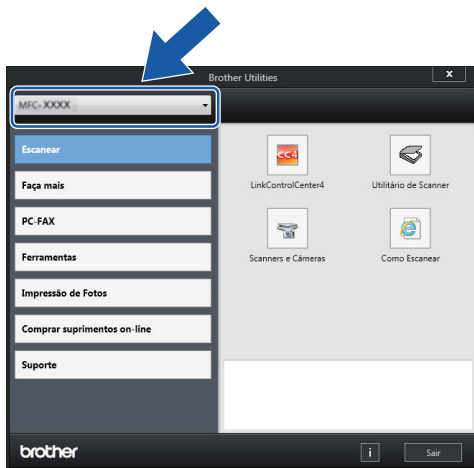 Brother Utilities
X
MFC-XXXX
Escanear
Faça mais
PC-FAX
Ferramentas
Impressão de Fotos
Comprar suprimentos on-line
Suporte
CC4
LinkControlCenter4
Utilitário de Scanner
Scanners e Câmeras
Como Escanear
brother
i
Sair